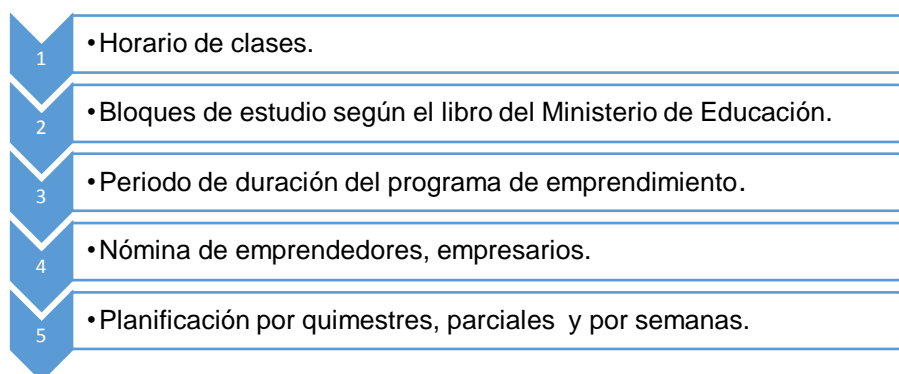 1
•Horario de clases.
2
•Bloques de estudio según el libro del Ministerio de Educación.
3
•Periodo de duración del programa de emprendimiento.
4
•Nómina de emprendedores, empresarios.
5
•Planificación por quimestres, parciales  y por semanas.